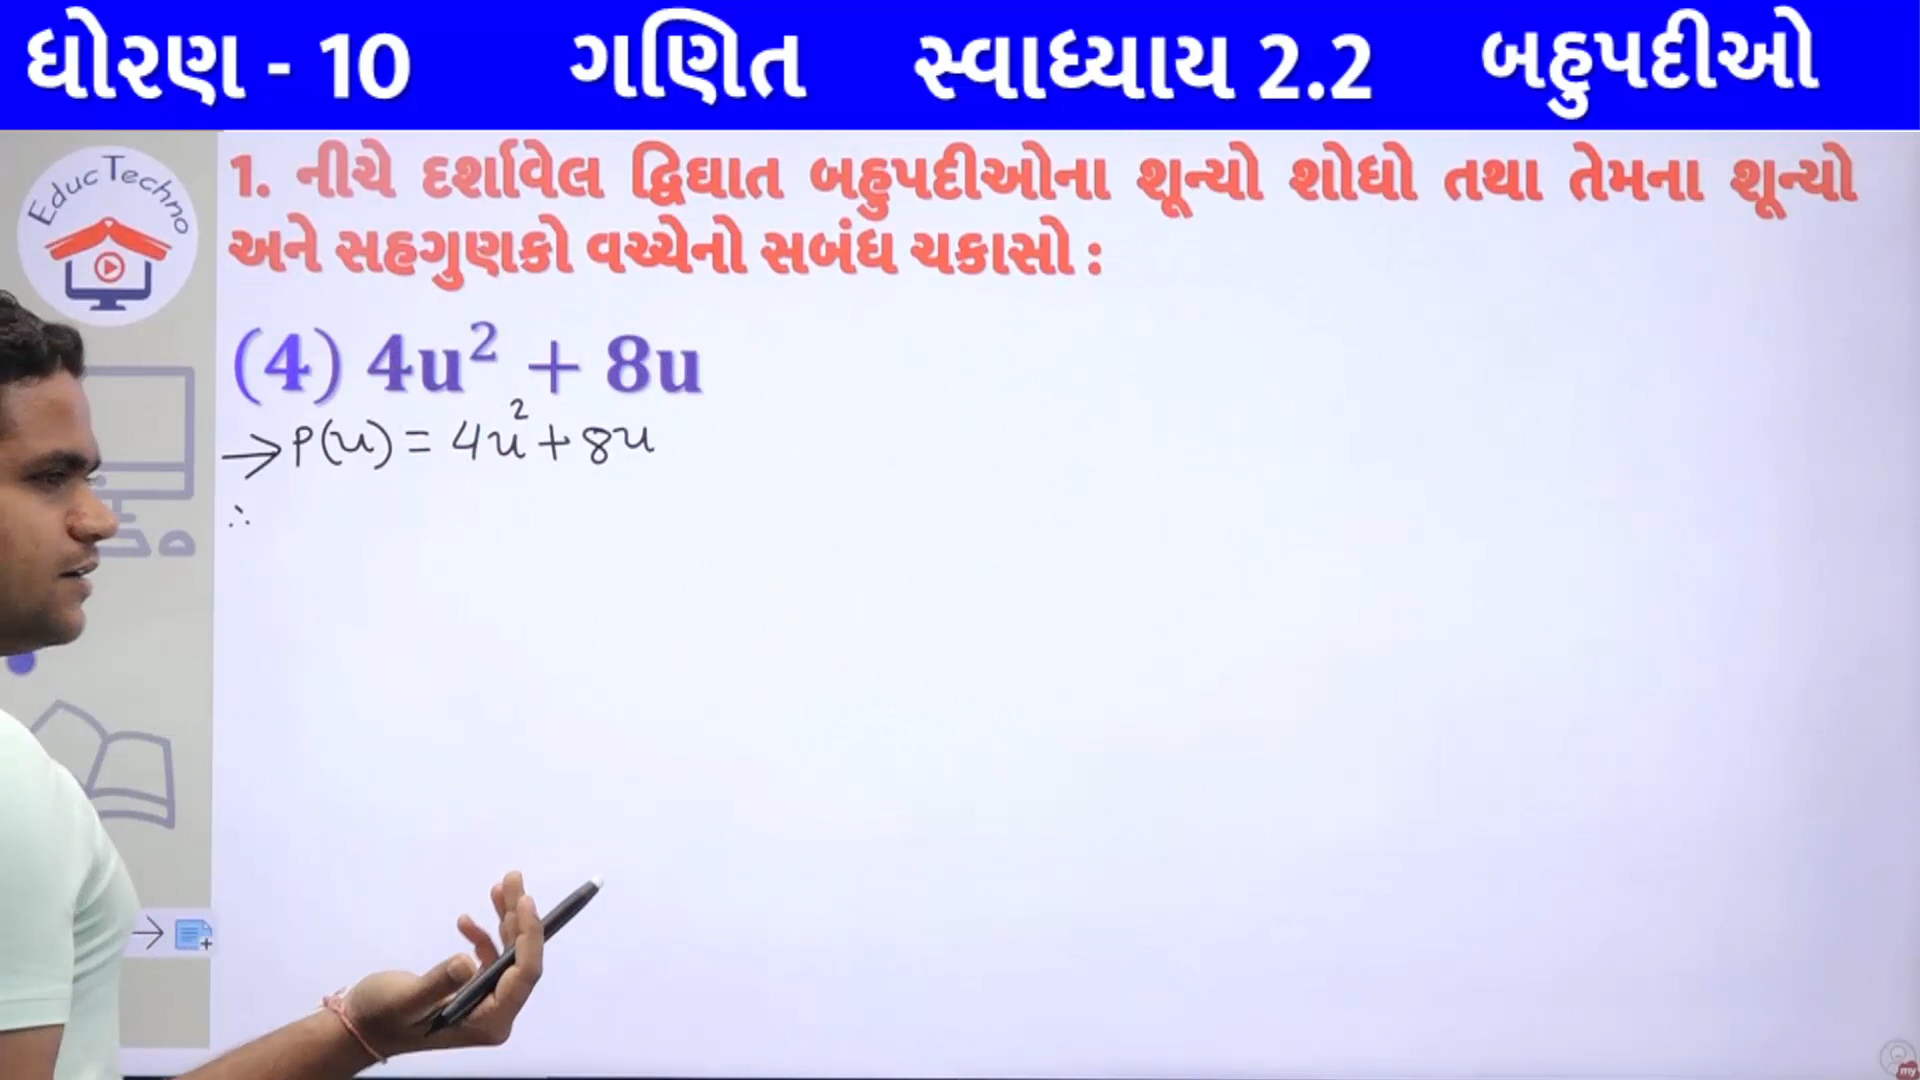 ધોરણ - 10 ગણિત સ્વાધ્યાય 2.2 બહુપદીઓ
EducTechno
1. નીચે દર્શાવેલ દ્વિઘાત બહુપદીઓના શૂન્યો શોધો તથા તેમના શૂન્યો
અને સહગુણકો વચ્ચેનો સબંધ ચકાસો :
(4) 4u² + 8u
→ P(u) = 4u² + 8u
∴
my